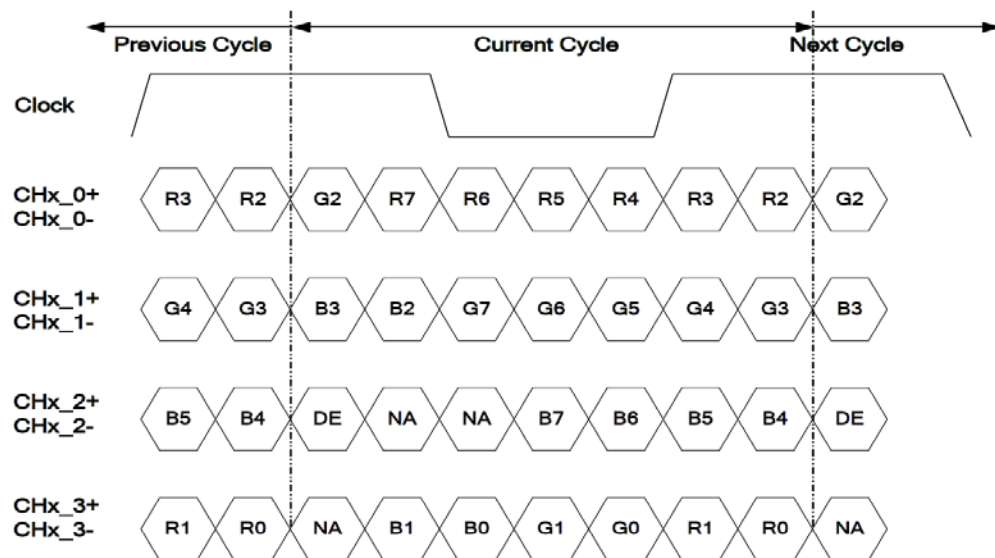 Previous Cycle Current Cycle Next Cycle
Clock
CHx_0+
CHx_0-
R3 R2 G2 R7 R6 R5 R4 R3 R2 G2
CHx_1+
CHx_1-
G4 G3 B3 B2 G7 G6 G5 G4 G3 B3
CHx_2+
CHx_2-
B5 B4 DE NA NA B7 B6 B5 B4 DE
CHx_3+
CHx_3-
R1 R0 NA B1 B0 G1 G0 R1 R0 NA